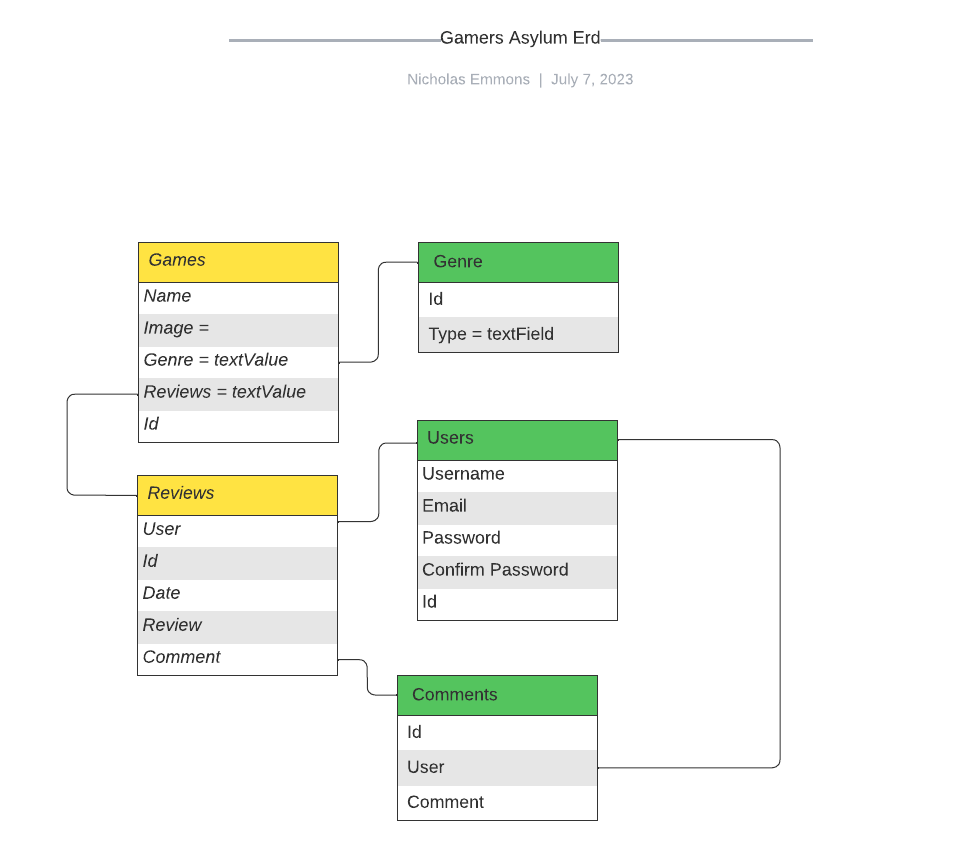 Gamers Asylum Erd
Nicholas Emmons | July 7, 2023
Games
Name
Image =
Genre = textValue
Reviews = textValue
Id
Genre
Id
Type = textField
Reviews
User
Id
Date
Review
Comment
Users
Username
Email
Password
Confirm Password
Id
Comments
Id
User
Comment